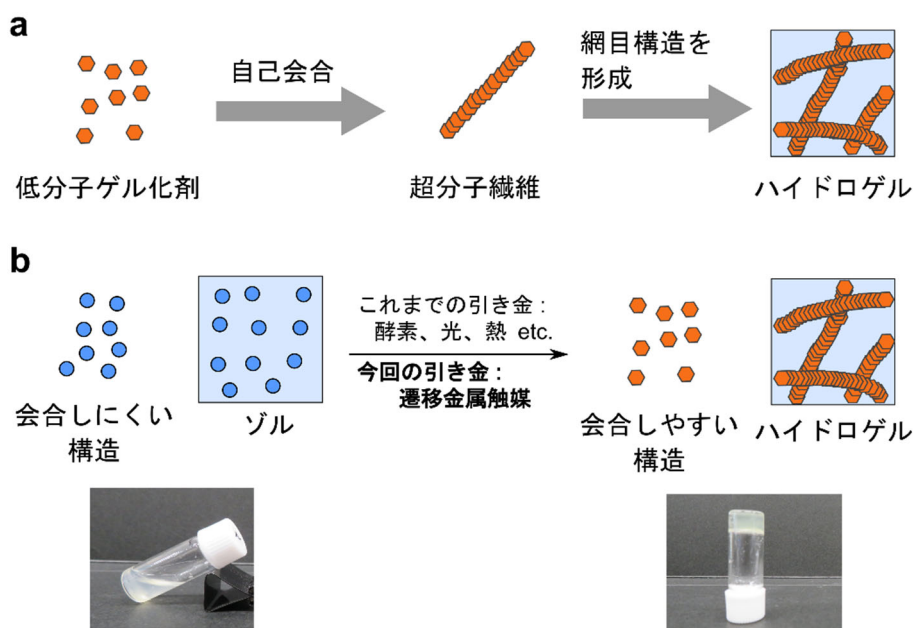 a
自己会合
網目構造を
形成
低分子ゲル化剤
超分子繊維
ハイドロゲル
b
これまでの引き金：
酵素、光、熱 etc.
今回の引き金：
遷移金属触媒
会合しにくい
構造
ゾル
会合しやすい
構造
ハイドロゲル